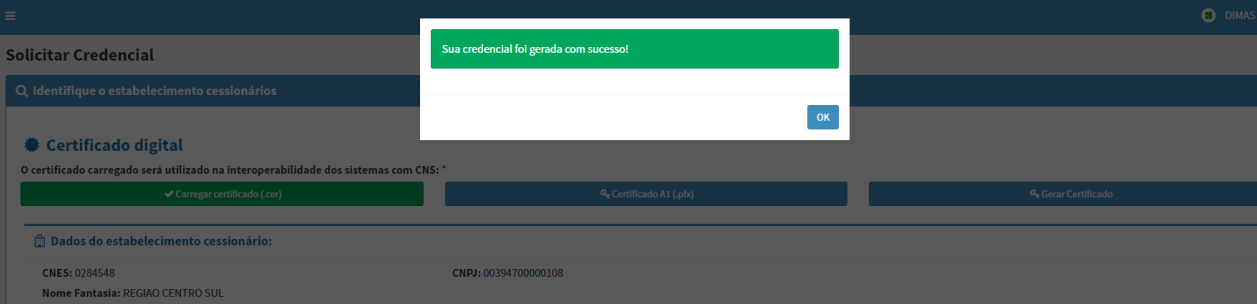 DIMAS
Sua credencial foi gerada com sucesso!
Solicitar Credencial
Identifique o estabelecimento cessionários
OK
Certificado digital
O certificado carregado será utilizado na interoperabilidade dos sistemas com CNS: *
Carregar certificado (.cer)
Certificado A1 (.pfx)
Gerar Certificado
Dados do estabelecimento cessionário:
CNES: 0284548
CNPJ: 00394700000108
Nome Fantasia: REGIAO CENTRO SUL